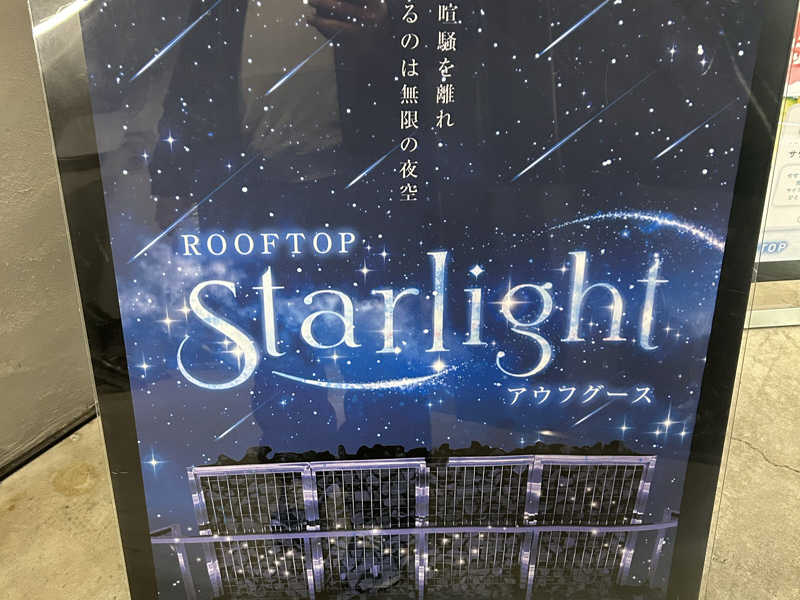 喧騒を離れ
るのは無限の夜空
ROOFTOP
Starlight
アウフグース